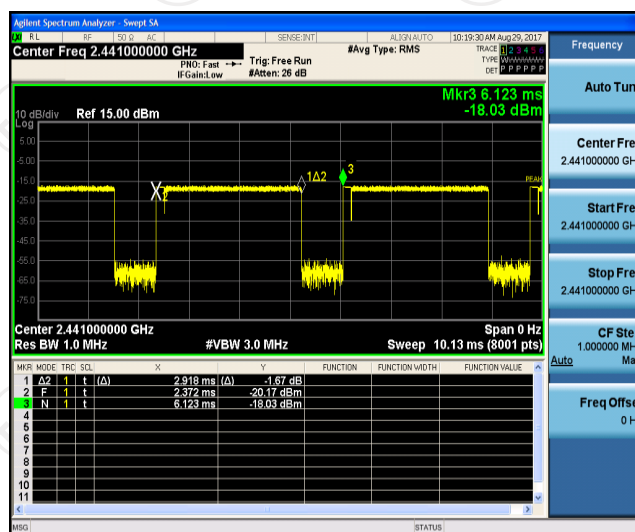 Agilent Spectrum Analyzer - Swept SA
RL RF 50 Ω AC SENSE:INT ALIGN AUTO 10:19:30 AM Aug 29, 2017
Center Freq 2.441000000 GHz
PNO: Fast
IFGain:Low
Trig: Free Run
#Atten: 26 dB
#Avg Type: RMS
TRACE 1 2 3 4 5 6
TYPE
DET P P P P P P
Mkr3 6.123 ms
-18.03 dBm
10 dB/div Ref 15.00 dBm
Log
5.00
-5.00
-15.0
-25.0
-35.0
-45.0
-55.0
-65.0
-75.0
2
1Δ2
3
PEAK
Center 2.441000000 GHz Span 0 Hz
Res BW 1.0 MHz #VBW 3.0 MHz Sweep 10.13 ms (8001 pts)
MKR MODE TRC SCL X Y FUNCTION FUNCTION WIDTH FUNCTION VALUE
1 Δ2 1 t (Δ) 2.918 ms (Δ) -1.67 dB
2 F 1 t 2.372 ms -20.17 dBm
3 N 1 t 6.123 ms -18.03 dBm
4
5
6
7
8
9
10
11
MSG STATUS
Frequency
Auto Tun
Center Fre
2.441000000 GH
Start Fre
2.441000000 GH
Stop Fre
2.441000000 GH
CF Ste
1.000000 MH
Auto Ma
Freq Offse
0 H